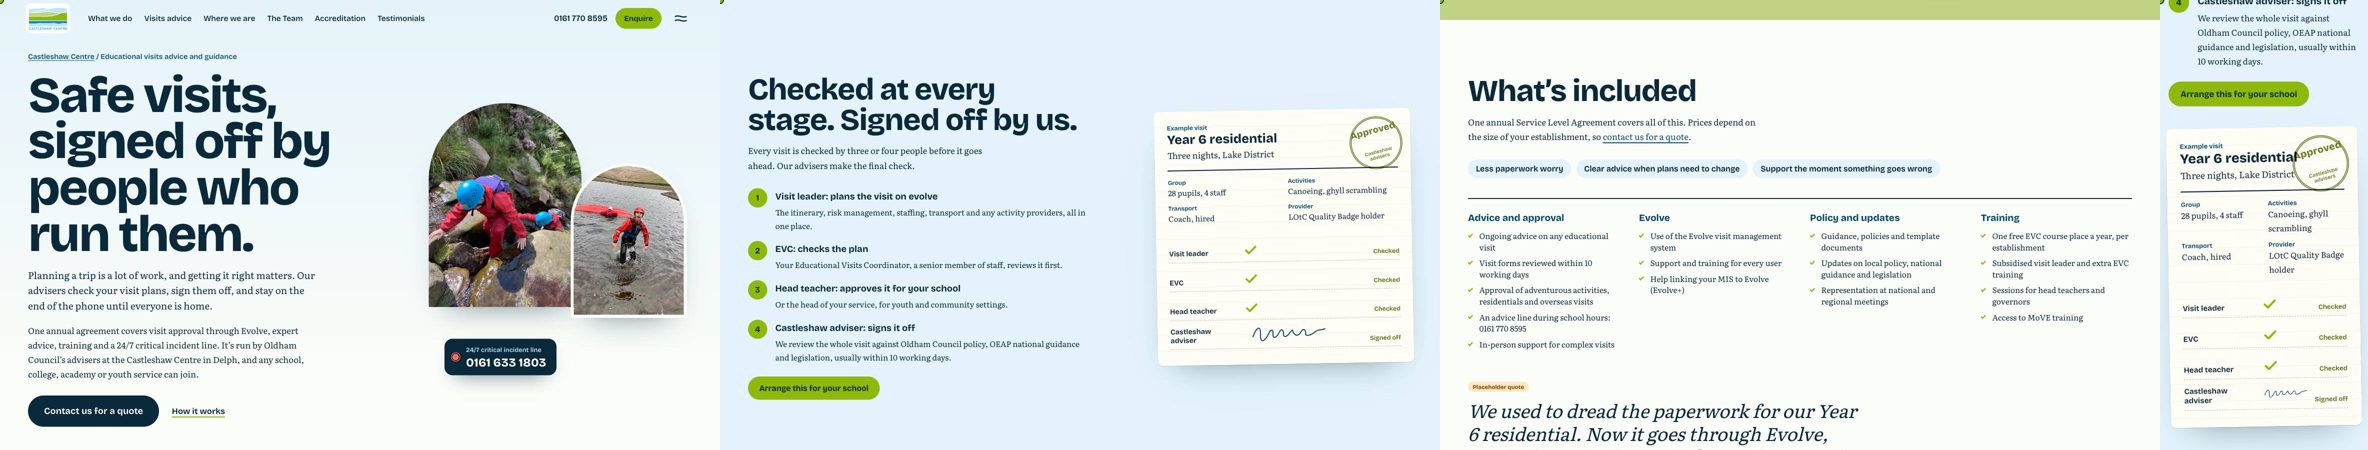 CASTLESHAW CENTRE
What we do
Visits advice
Where we are
The Team
Accreditation
Testimonials
0161 770 8595
Enquire
Castleshaw Centre / Educational visits advice and guidance
Safe visits,
signed off by
people who
run them.
Planning a trip is a lot of work, and getting it right matters. Our
advisers check your visit plans, sign them off, and stay on the
end of the phone until everyone is home.
One annual agreement covers visit approval through Evolve, expert
advice, training and a 24/7 critical incident line. It's run by Oldham
Council's advisers at the Castleshaw Centre in Delph, and any school,
college, academy or youth service can join.
Contact us for a quote
How it works
24/7 critical incident line
0161 633 1803
Checked at every
stage. Signed off by us.
Every visit is checked by three or four people before it goes
ahead. Our advisers make the final check.
1
Visit leader: plans the visit on evolve
The itinerary, risk management, staffing, transport and any activity providers, all in
one place.
2
EVC: checks the plan
Your Educational Visits Coordinator, a senior member of staff, reviews it first.
3
Head teacher: approves it for your school
Or the head of your service, for youth and community settings.
4
Castleshaw adviser: signs it off
We review the whole visit against Oldham Council policy, OEAP national guidance
and legislation, usually within 10 working days.
Arrange this for your school
Example visit
Year 6 residential
Three nights, Lake District
Approved
Castleshaw
advisers
Group
28 pupils, 4 staff
Activities
Canoeing, ghyll scrambling
Transport
Coach, hired
Provider
LOtC Quality Badge holder
Visit leader
Checked
EVC
Checked
Head teacher
Checked
Castleshaw
adviser
Signed off
What's included
One annual Service Level Agreement covers all of this. Prices depend on
the size of your establishment, so contact us for a quote.
Less paperwork worry
Clear advice when plans need to change
Support the moment something goes wrong
Advice and approval
Ongoing advice on any educational
visit
Visit forms reviewed within 10
working days
Approval of adventurous activities,
residentials and overseas visits
An advice line during school hours:
0161 770 8595
In-person support for complex visits
Evolve
Use of the Evolve visit management
system
Support and training for every user
Help linking your MIS to Evolve
(Evolve+)
Policy and updates
Guidance, policies and template
documents
Updates on local policy, national
guidance and legislation
Representation at national and
regional meetings
Training
One free EVC course place a year, per
establishment
Subsidised visit leader and extra EVC
training
Sessions for head teachers and
governors
Access to MoVE training
Placeholder quote
We used to dread the paperwork for our Year
6 residential. Now it goes through Evolve,
4
Castleshaw adviser: signs it off
We review the whole visit against
Oldham Council policy, OEAP national
guidance and legislation, usually within
10 working days.
Arrange this for your school
Example visit
Year 6 residential
Three nights, Lake District
Approved
Castleshaw
advisers
Group
28 pupils, 4 staff
Activities
Canoeing, ghyll
scrambling
Transport
Coach, hired
Provider
LOtC Quality Badge
holder
Visit leader
Checked
EVC
Checked
Head teacher
Checked
Castleshaw
adviser
Signed off